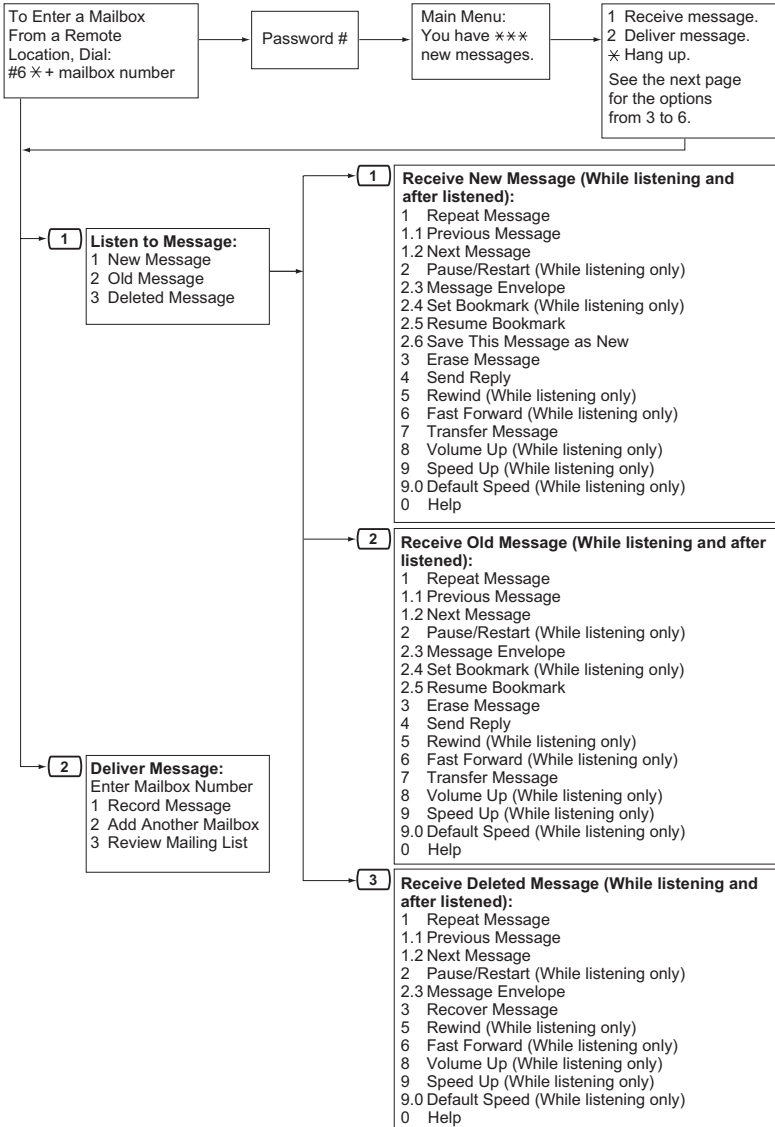 To Enter a Mailbox
From a Remote
Location, Dial:
#6 ✳ + mailbox number
Password #
Main Menu:
You have ✳✳✳
new messages.
1 Receive message.
2 Deliver message.
✳ Hang up.
See the next page
for the options
from 3 to 6.
1
Listen to Message:
1 New Message
2 Old Message
3 Deleted Message
1
Receive New Message (While listening and
after listened):
1 Repeat Message
1.1 Previous Message
1.2 Next Message
2 Pause/Restart (While listening only)
2.3 Message Envelope
2.4 Set Bookmark (While listening only)
2.5 Resume Bookmark
2.6 Save This Message as New
3 Erase Message
4 Send Reply
5 Rewind (While listening only)
6 Fast Forward (While listening only)
7 Transfer Message
8 Volume Up (While listening only)
9 Speed Up (While listening only)
9.0 Default Speed (While listening only)
0 Help
2
Receive Old Message (While listening and after
listened):
1 Repeat Message
1.1 Previous Message
1.2 Next Message
2 Pause/Restart (While listening only)
2.3 Message Envelope
2.4 Set Bookmark (While listening only)
2.5 Resume Bookmark
3 Erase Message
4 Send Reply
5 Rewind (While listening only)
6 Fast Forward (While listening only)
7 Transfer Message
8 Volume Up (While listening only)
9 Speed Up (While listening only)
9.0 Default Speed (While listening only)
0 Help
2
Deliver Message:
Enter Mailbox Number
1 Record Message
2 Add Another Mailbox
3 Review Mailing List
3
Receive Deleted Message (While listening and
after listened):
1 Repeat Message
1.1 Previous Message
1.2 Next Message
2 Pause/Restart (While listening only)
2.3 Message Envelope
3 Recover Message
5 Rewind (While listening only)
6 Fast Forward (While listening only)
8 Volume Up (While listening only)
9 Speed Up (While listening only)
9.0 Default Speed (While listening only)
0 Help